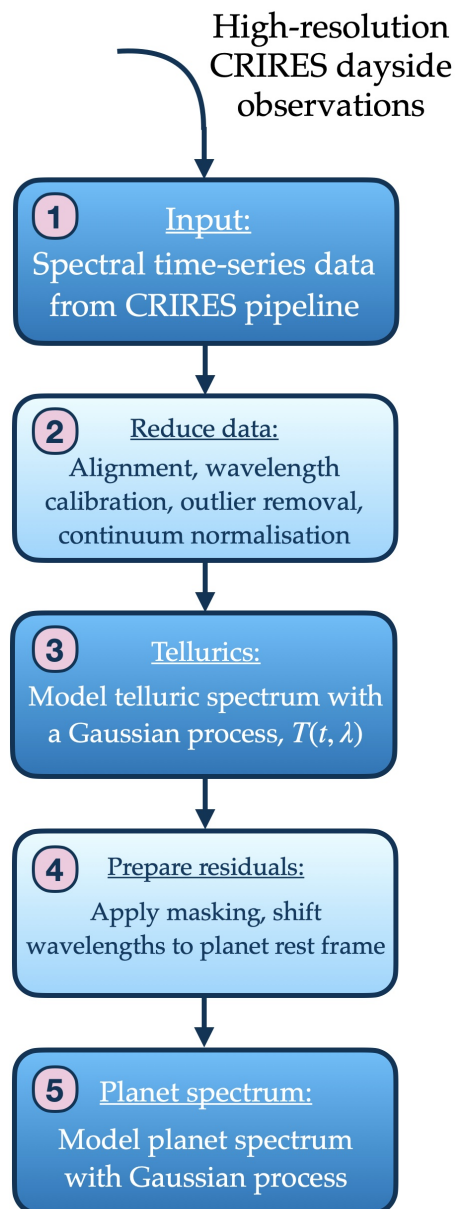 High-resolution
CRIRES dayside
observations
1
Input:
Spectral time-series data
from CRIRES pipeline
2
Reduce data:
Alignment, wavelength
calibration, outlier removal,
continuum normalisation
3
Tellurics:
Model telluric spectrum with
a Gaussian process, T(t, λ)
4
Prepare residuals:
Apply masking, shift
wavelengths to planet rest frame
5
Planet spectrum:
Model planet spectrum
with Gaussian process